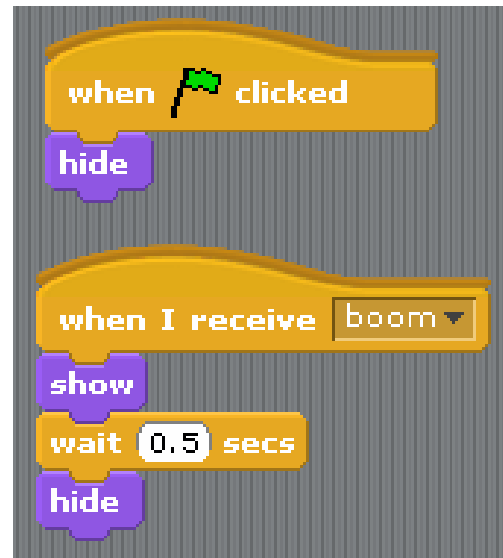 when clicked
hide
when I receive boom
show
wait 0.5 secs
hide